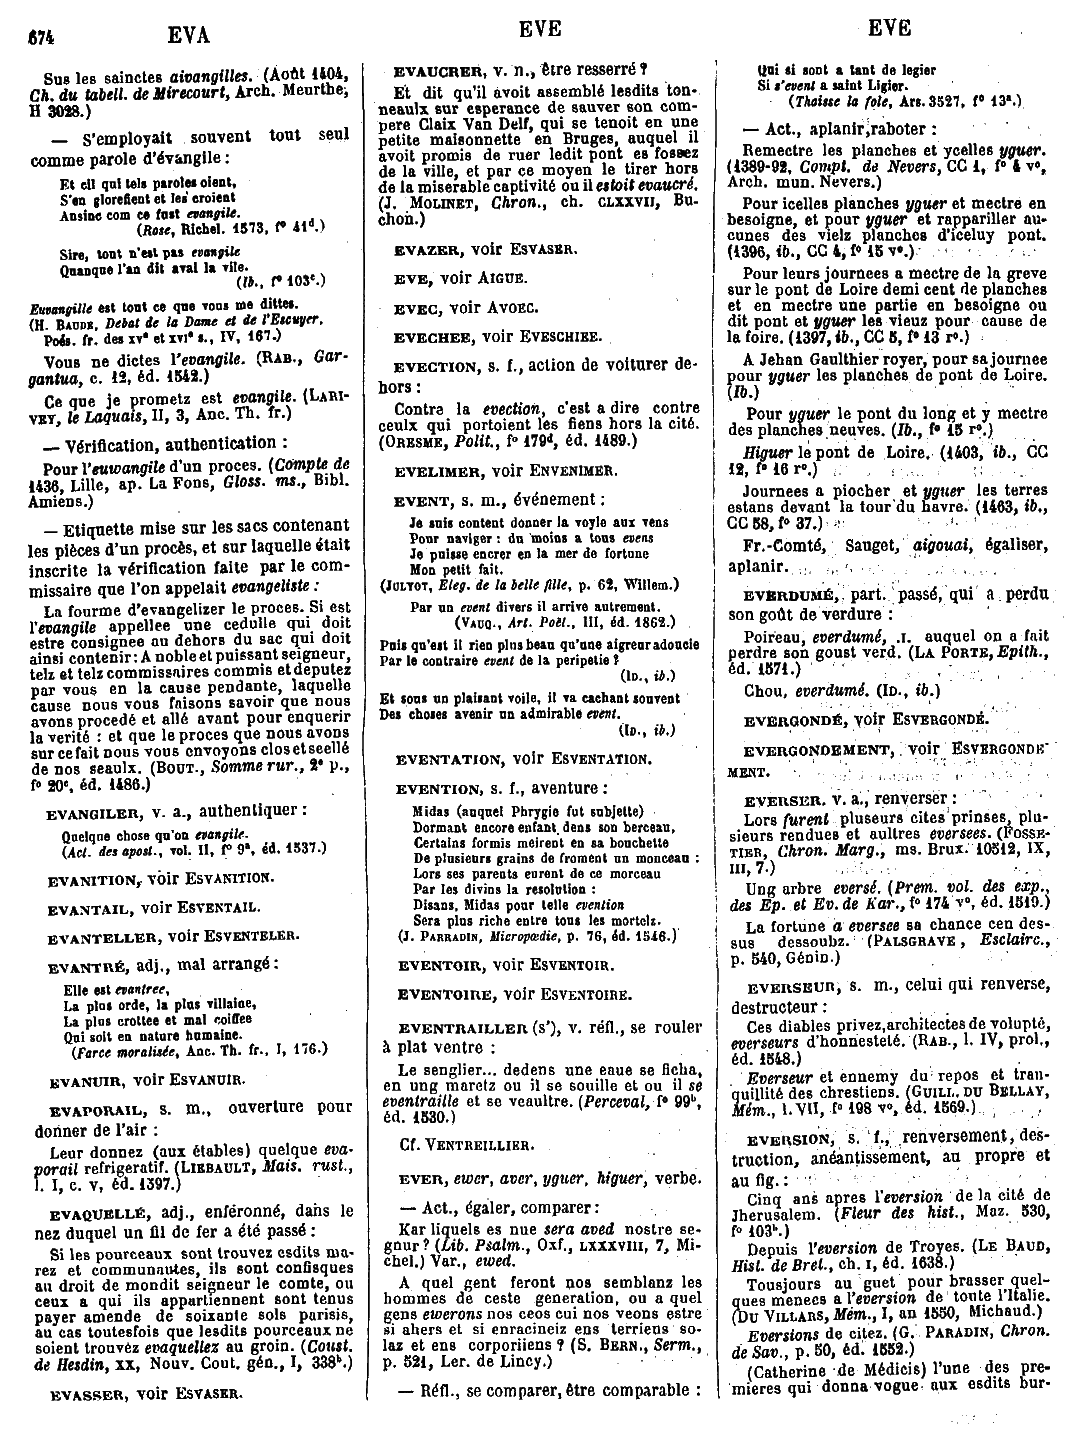 674
EVA
EVE
EVE
Sus les sainctes aivangilles. (Août 1404,
Ch. du tabell. de Mirecourt, Arch. Meurthe,
H 3028.)
— S'employait souvent tout seul
comme parole d'évangile :
Et cil qui tels paroles oient,
S'en glorefient et les croient
Ausinc com ce fust evangile.
(Rose, Richel. 1573, f° 41d.)
Sire, tout n'est pas evangile
Quanque l'an dit aval la vile.
(Ib., f° 103c.)
Euvangille est tout ce que vous me dittes.
(H. BAUDE, Debat de la Dame et de l'Escuyer,
Poés. fr. des xve et xvie s., IV, 167.)
Vous ne dictes l'evangile. (RAB., Gar-
gantua, c. 12, éd. 1542.)
Ce que je prometz est evangile. (LARI-
VEY, le Laquais, II, 3, Anc. Th. fr.)
— Vérification, authentication :
Pour l'euwangile d'un proces. (Compte de
1436, Lille, ap. La Fons, Gloss. ms., Bibl.
Amiens.)
— Etiquette mise sur les sacs contenant
les pièces d'un procès, et sur laquelle était
inscrite la vérification faite par le com-
missaire que l'on appelait evangeliste :
La fourme d'evangelizer le proces. Si est
l'evangile appellee une cedulle qui doit
estre consignee au dehors du sac qui doit
ainsi contenir : A noble et puissant seigneur,
telz et telz commissaires commis et deputez
par vous en la cause pendante, laquelle
cause nous vous faisons savoir que nous
avons procedé et allé avant pour enquerir
la verité : et que le proces que nous avons
sur ce fait nous vous envoyons clos et seellé
de nos seaulx. (BOUT., Somme rur., 2e p.,
f° 20c, éd. 1486.)
EVANGILER, v. a., authentiquer :
Quelque chose qu'on evangile.
(Act. des apost., vol. II, f° 9a, éd. 1537.)
EVANITION, voir ESVANITION.
EVANTAIL, voir ESVENTAIL.
EVANTELLER, voir ESVENTELER.
EVANTRÉ, adj., mal arrangé :
Elle est evantree,
La plus orde, la plus villaine,
La plus crottee et mal coiffee
Qui soit en nature humaine.
(Farce moralisée, Anc. Th. fr., I, 176.)
EVANUIR, voir ESVANUIR.
EVAPORAIL, s. m., ouverture pour
donner de l'air :
Leur donnez (aux étables) quelque eva-
porail refrigeratif. (LIEBAULT, Mais. rust.,
l. I, c. v, éd. 1597.)
EVAQUELLÉ, adj., enféronné, dans le
nez duquel un fil de fer a été passé :
Si les pourceaux sont trouvez esdits ma-
rez et communautes, ils sont confisques
au droit de mondit seigneur le comte, ou
ceux a qui ils appartiennent sont tenus
payer amende de soixante sols parisis,
au cas toutesfois que lesdits pourceaux ne
soient trouvéz evaquellez au groin. (Coust.
de Hesdin, xx, Nouv. Cout. gén., I, 338b.)
EVASSER, voir ESVASER.
EVAUCRER, v. n., être resserré ?
Et dit qu'il avoit assemblé lesdits ton-
neaulx sur esperance de sauver son com-
pere Claix Van Delf, qui se tenoit en une
petite maisonnette en Bruges, auquel il
avoit promis de ruer ledit pont es fossez
de la ville, et par ce moyen le tirer hors
de la miserable captivité ou il estoit evaucré.
(J. MOLINET, Chron., ch. CLXXVII, Bu-
chon.)
EVAZER, voir ESVASER.
EVE, voir AIGUE.
EVEC, voir AVOEC.
EVECHEE, voir EVESCHIEE.
EVECTION, s. f., action de voiturer de-
hors :
Contra la evection, c'est a dire contre
ceulx qui portoient les fiens hors la cité.
(ORESME, Polit., f° 179d, éd. 1489.)
EVELIMER, voir ENVENIMER.
EVENT, s. m., événement :
Je suis content donner la voyle aux vens
Pour naviger : du moins a tous evens
Je puisse encrer en la mer de fortune
Mon petit fait.
(JULYOT, Eleg. de la belle fille, p. 62, Willem.)
Par un event divers il arrive autrement.
(VAUQ., Art. Poët., III, éd. 1862.)
Puis qu'est il rien plus beau qu'une aigreur adoucie
Par le contraire event de la peripetie ?
(ID., ib.)
Et sous un plaisant voile, il va cachant souvent
Des choses avenir un admirable event.
(ID., ib.)
EVENTATION, voir ESVENTATION.
EVENTION, s. f., aventure :
Midas (auquel Phrygie fut subjette)
Dormant encore enfant dens son berceau,
Certains formis meirent en sa bouchette
De plusieurs grains de froment un monceau :
Lors ses parents eurent de ce morceau
Par les divins la resolution :
Disans, Midas pour telle evention
Sera plus riche entre tous les mortelz.
(J. PARRADIN, Micropœdie, p. 76, éd. 1546.)
EVENTOIR, voir ESVENTOIR.
EVENTOIRE, voir ESVENTOIRE.
EVENTRAILLER (s'), v. réfl., se rouler
à plat ventre :
Le senglier... dedens une eaue se ficha,
en ung maretz ou il se souille et ou il se
eventraille et se veaultre. (Perceval, f° 99b,
éd. 1530.)
Cf. VENTREILLIER.
EVER, ewer, aver, yguer, higuer, verbe.
— Act., égaler, comparer :
Kar liquels es nue sera aved nostre se-
gnur ? (Lib. Psalm., Oxf., LXXXVIII, 7, Mi-
chel.) Var., ewed.
A quel gent feront nos semblanz les
hommes de ceste generation, ou a quel
gens ewerons nos ceos cui nos veons estre
si ahers et si enracineiz ens terriens so-
laz et ens corporiiens ? (S. BERN., Serm.,
p. 521, Ler. de Lincy.)
— Réfl., se comparer, être comparable :
Qui si sont a tant de legier
Si s'event a saint Ligier.
(Thaisse la fole, Ars. 3527, f° 13a.)
— Act., aplanir, raboter :
Remectre les planches et ycelles yguer.
(1389-92, Compt. de Nevers, CC 1, f° 4 v°,
Arch. mun. Nevers.)
Pour icelles planches yguer et mectre en
besoigne, et pour yguer et rappariller au-
cunes des vielz planches d'iceluy pont.
(1396, ib., CC 4, f° 15 v°.)
Pour leurs journees a mectre de la greve
sur le pont de Loire demi cent de planches
et en mectre une partie en besoigne ou
dit pont et yguer les vieuz pour cause de
la foire. (1397, ib., CC 5, f° 13 r°.)
A Jehan Gaulthier royer, pour sa journee
pour yguer les planches de pont de Loire.
(Ib.)
Pour yguer le pont du long et y mectre
des planches neuves. (Ib., f° 15 r°.)
Higuer le pont de Loire. (1403, ib., CC
12, f° 16 r°.)
Journees a piocher et yguer les terres
estans devant la tour du havre. (1463, ib.,
CC 58, f° 37.)
Fr.-Comté, Sauget, aigouai, égaliser,
aplanir.
EVERDUMÉ, part. passé, qui a perdu
son goût de verdure :
Poireau, everdumé, .i. auquel on a fait
perdre son goust verd. (LA PORTE, Epith.,
éd. 1571.)
Chou, everdumé. (ID., ib.)
EVERGONDÉ, voir ESVERGONDÉ.
EVERGONDEMENT, voir ESVERGONDE-
MENT.
EVERSER. v. a., renverser :
Lors furent pluseurs cites prinses, plu-
sieurs rendues et aultres eversees. (FOSSE-
TIER, Chron. Marg., ms. Brux. 10512, IX,
III, 7.)
Ung arbre eversé. (Prem. vol. des exp.,
des Ep. et Ev. de Kar., f° 174 v°, éd. 1519.)
La fortune a eversee sa chance cen des-
sus dessoubz. (PALSGRAVE, Esclairc.,
p. 540, Génin.)
EVERSEUR, s. m., celui qui renverse,
destructeur :
Ces diables privez, architectes de volupté,
everseurs d'honnesteté. (RAB., l. IV, prol.,
éd. 1548.)
Everseur et ennemy du repos et tran-
quillité des chrestiens. (GUILL. DU BELLAY,
Mém., l. VII, f° 198 v°, éd. 1569.)
EVERSION, s. f., renversement, des-
truction, anéantissement, au propre et
au fig. :
Cinq ans apres l'eversion de la cité de
Jherusalem. (Fleur des hist., Maz. 530,
f° 103b.)
Depuis l'eversion de Troyes. (LE BAUD,
Hist. de Bret., ch. I, éd. 1638.)
Tousjours au guet pour brasser quel-
ques menees a l'eversion de toute l'Italie.
(DU VILLARS, Mém., I, an 1550, Michaud.)
Eversions de citez. (G. PARADIN, Chron.
de Sav., p. 50, éd. 1552.)
(Catherine de Médicis) l'une des pre-
mieres qui donna vogue aux esdits bur-